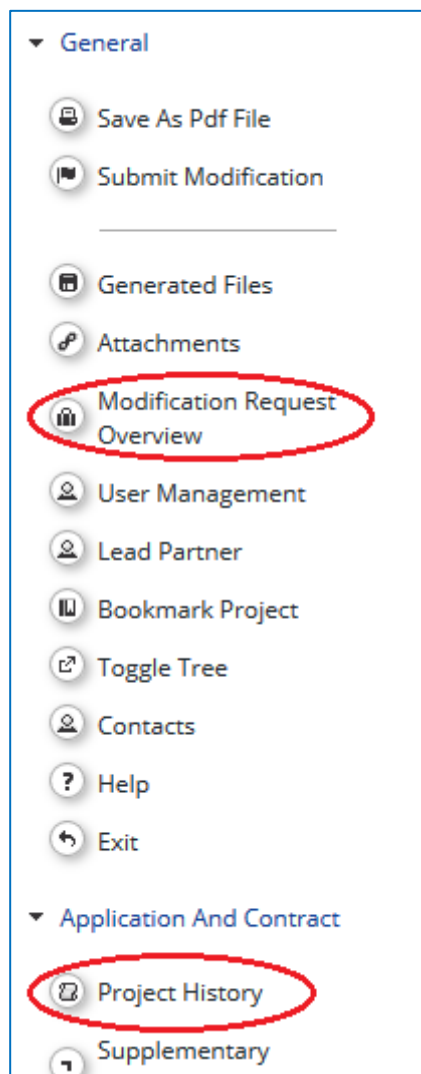 General
Save As Pdf File
Submit Modification
Generated Files
Attachments
Modification Request
Overview
User Management
Lead Partner
Bookmark Project
Toggle Tree
Contacts
? Help
Exit
Application And Contract
Project History
Supplementary